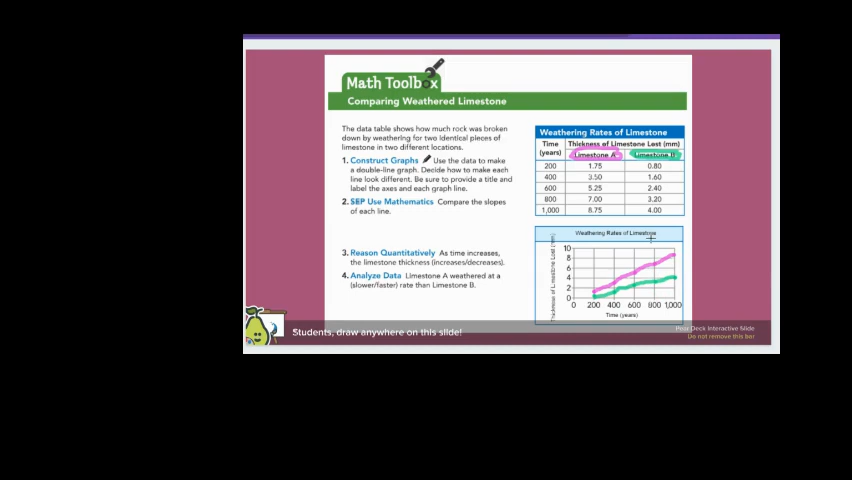 Math Toolbox
Comparing Weathered Limestone
The data table shows how much rock was broken
down by weathering for two identical pieces of
limestone in two different locations.
1. Construct Graphs Use the data to make
a double-line graph. Decide how to make each
line look different. Be sure to provide a title and
label the axes and each graph line.
2. SEP Use Mathematics Compare the slopes
of each line.
3. Reason Quantitatively As time increases,
the limestone thickness (increases/decreases).
4. Analyze Data Limestone A weathered at a
(slower/faster) rate than Limestone B.
Weathering Rates of Limestone
Time (years) Thickness of Limestone Lost (mm)
Limestone A Limestone B
200 1.75 0.80
400 3.50 1.60
600 5.25 2.40
800 7.00 3.20
1,000 8.75 4.00
Weathering Rates of Limestone
Thickness of Limestone Lost (mm)
10
8
6
4
2
0
0 200 400 600 800 1,000
Time (years)
Students, draw anywhere on this slide!
Pear Deck Interactive Slide
Do not remove this bar